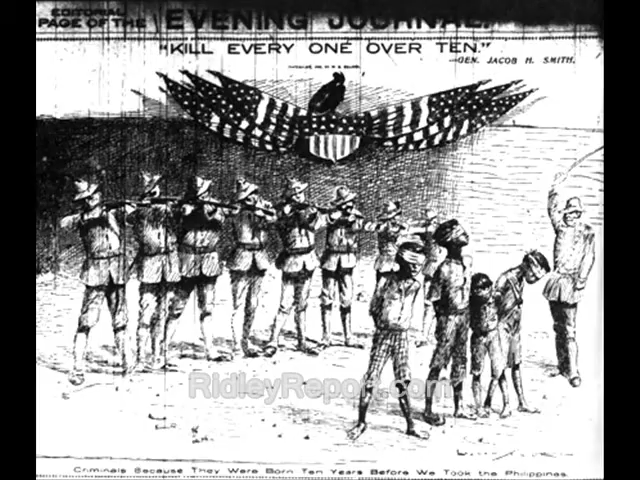 EDITORIAL
PAGE OF THE EVENING JOURNAL.
"KILL EVERY ONE OVER TEN."
—GEN. JACOB H. SMITH.
RidleyReport.com
Criminals Because They Were Born Ten Years Before We Took the Philippines.